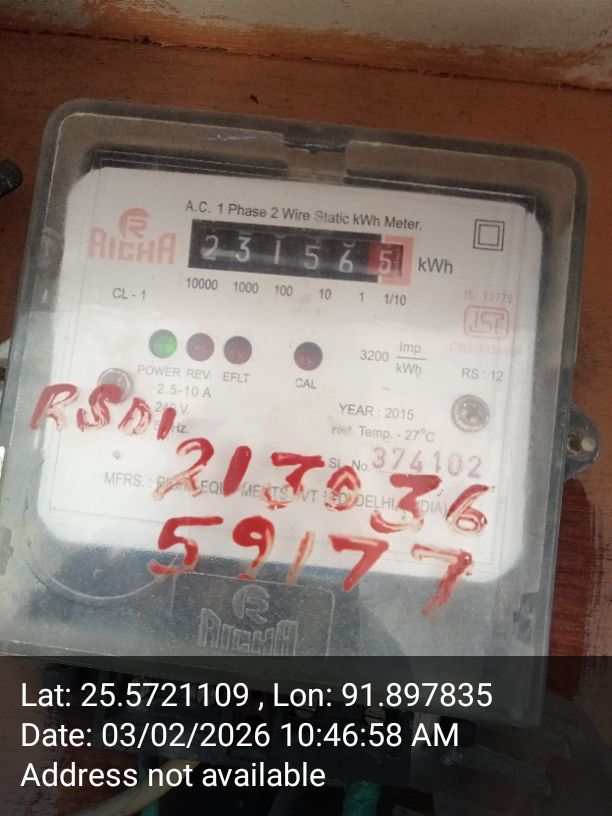 A.C. 1 Phase 2 Wire Static kWh Meter.
RICHA
2 3 1 5 6 5 kWh
10000 1000 100 10 1 1/10
CL - 1
IS: 13779
ISI
3200 Imp/kWh
RS : 12
POWER REV. EFLT CAL
2.5-10 A
YEAR : 2015
Ref. Temp. - 27°C
RSDI
Sl. No. 374102
213036
MFRS. :
59177
RICHA
Lat: 25.5721109 , Lon: 91.897835
Date: 03/02/2026 10:46:58 AM
Address not available